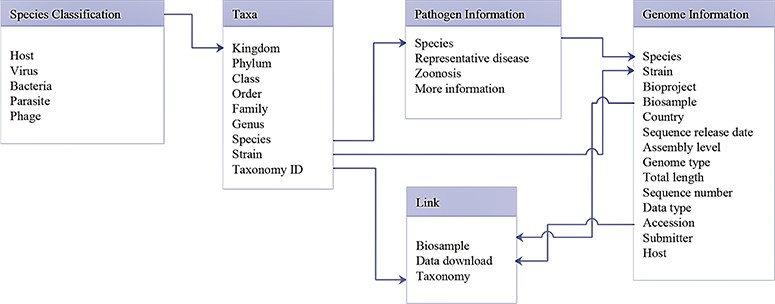 Species Classification
Host
Virus
Bacteria
Parasite
Phage
Taxa
Kingdom
Phylum
Class
Order
Family
Genus
Species
Strain
Taxonomy ID
Pathogen Information
Species
Representative disease
Zoonosis
More information
Link
Biosample
Data download
Taxonomy
Genome Information
Species
Strain
Bioproject
Biosample
Country
Sequence release date
Assembly level
Genome type
Total length
Sequence number
Data type
Accession
Submitter
Host